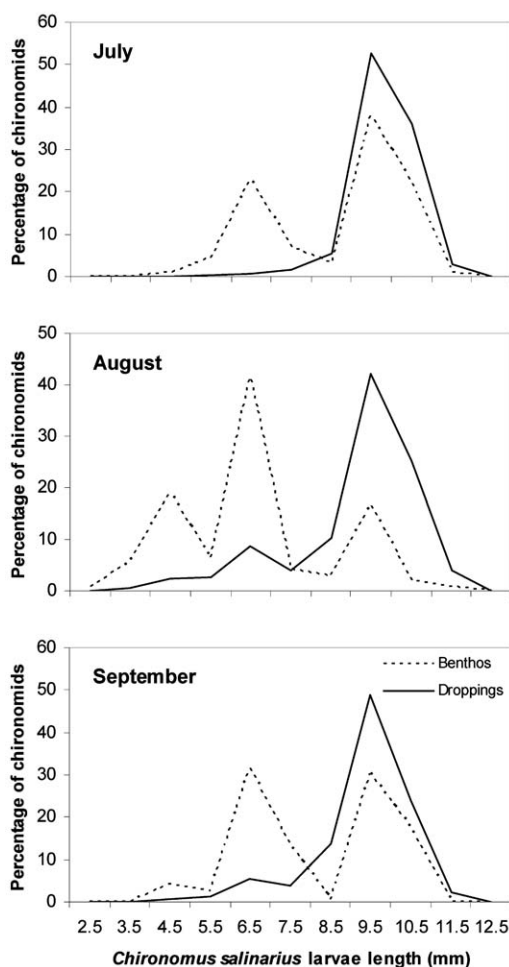 60
50
40
30
20
10
0
Percentage of chironomids
July
50
40
30
20
10
0
Percentage of chironomids
August
60
50
40
30
20
10
0
Percentage of chironomids
September
Benthos
Droppings
2.5 3.5 4.5 5.5 6.5 7.5 8.5 9.5 10.5 11.5 12.5
Chironomus salinarius larvae length (mm)